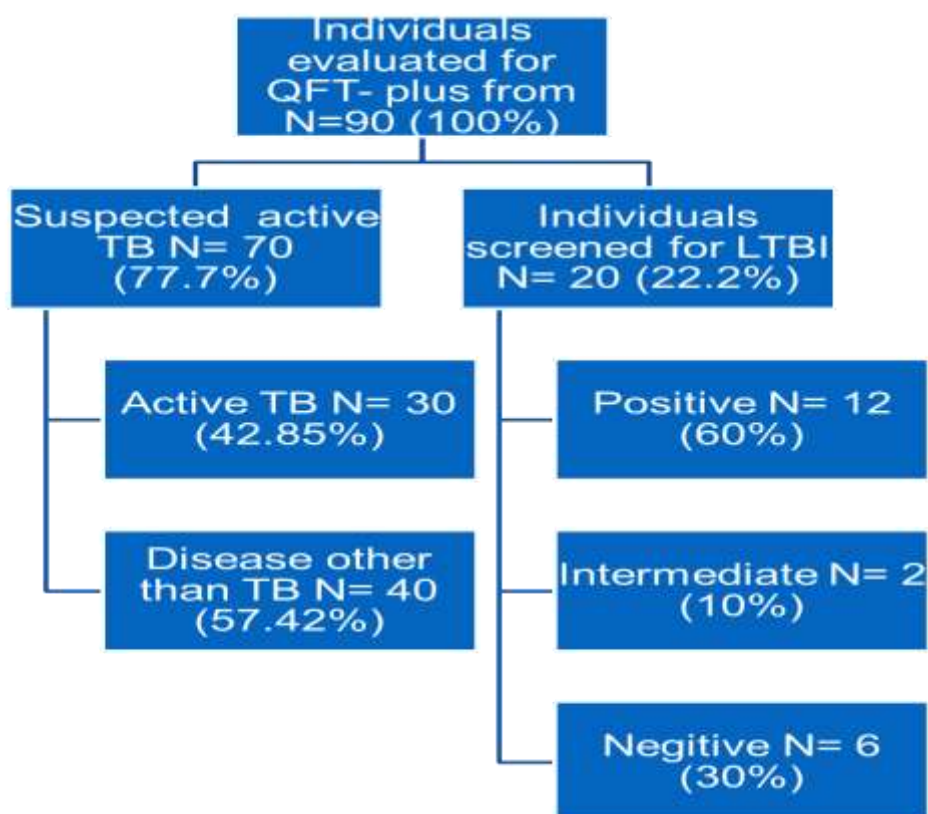 Individuals
evaluated for
QFT- plus from
N=90 (100%)
Suspected active
TB N= 70
(77.7%)
Individuals
screened for LTBI
N= 20 (22.2%)
Active TB N= 30
(42.85%)
Disease other
than TB N= 40
(57.42%)
Positive N= 12
(60%)
Intermediate N= 2
(10%)
Negitive N= 6
(30%)